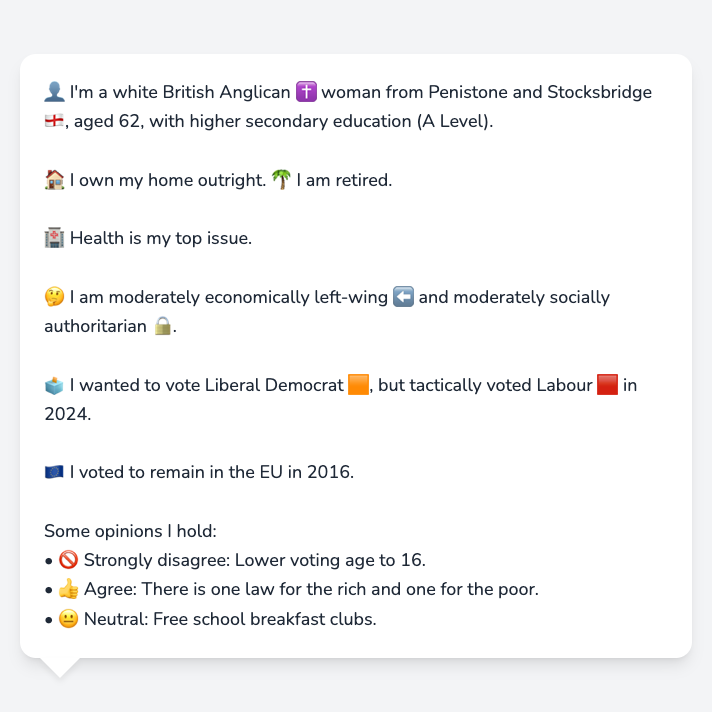 👤 I'm a white British Anglican ✝️ woman from Penistone and Stocksbridge
🏴󠁧󠁢󠁥󠁮󠁧󠁿, aged 62, with higher secondary education (A Level).
🏠 I own my home outright. 🌴 I am retired.
🏥 Health is my top issue.
🤔 I am moderately economically left-wing ⬅️ and moderately socially
authoritarian 🔒.
🗳️ I wanted to vote Liberal Democrat 🟧, but tactically voted Labour 🟥 in
2024.
🇪🇺 I voted to remain in the EU in 2016.
Some opinions I hold:
• 🚫 Strongly disagree: Lower voting age to 16.
• 👍 Agree: There is one law for the rich and one for the poor.
• 😐 Neutral: Free school breakfast clubs.